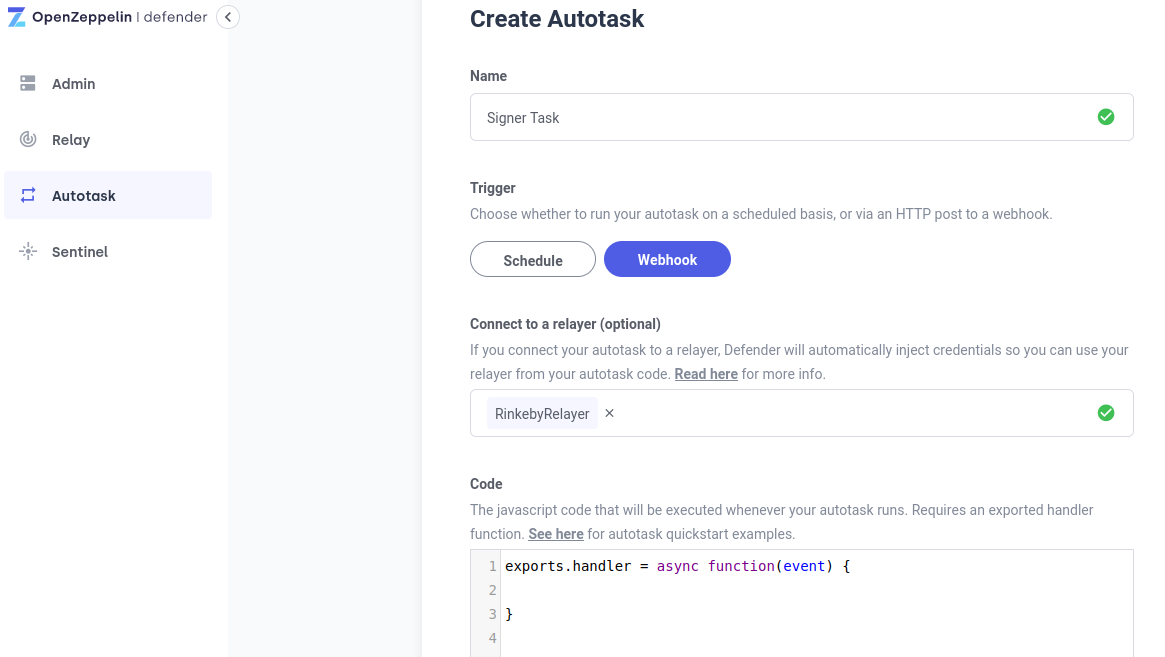 OpenZeppelin | defender
Admin
Relay
Autotask
Sentinel
Create Autotask
Name
Signer Task
Trigger
Choose whether to run your autotask on a scheduled basis, or via an HTTP post to a webhook.
Schedule
Webhook
Connect to a relayer (optional)
If you connect your autotask to a relayer, Defender will automatically inject credentials so you can use your
relayer from your autotask code. Read here for more info.
RinkebyRelayer ×
Code
The javascript code that will be executed whenever your autotask runs. Requires an exported handler
function. See here for autotask quickstart examples.
1 exports.handler = async function(event) {
2
3 }
4